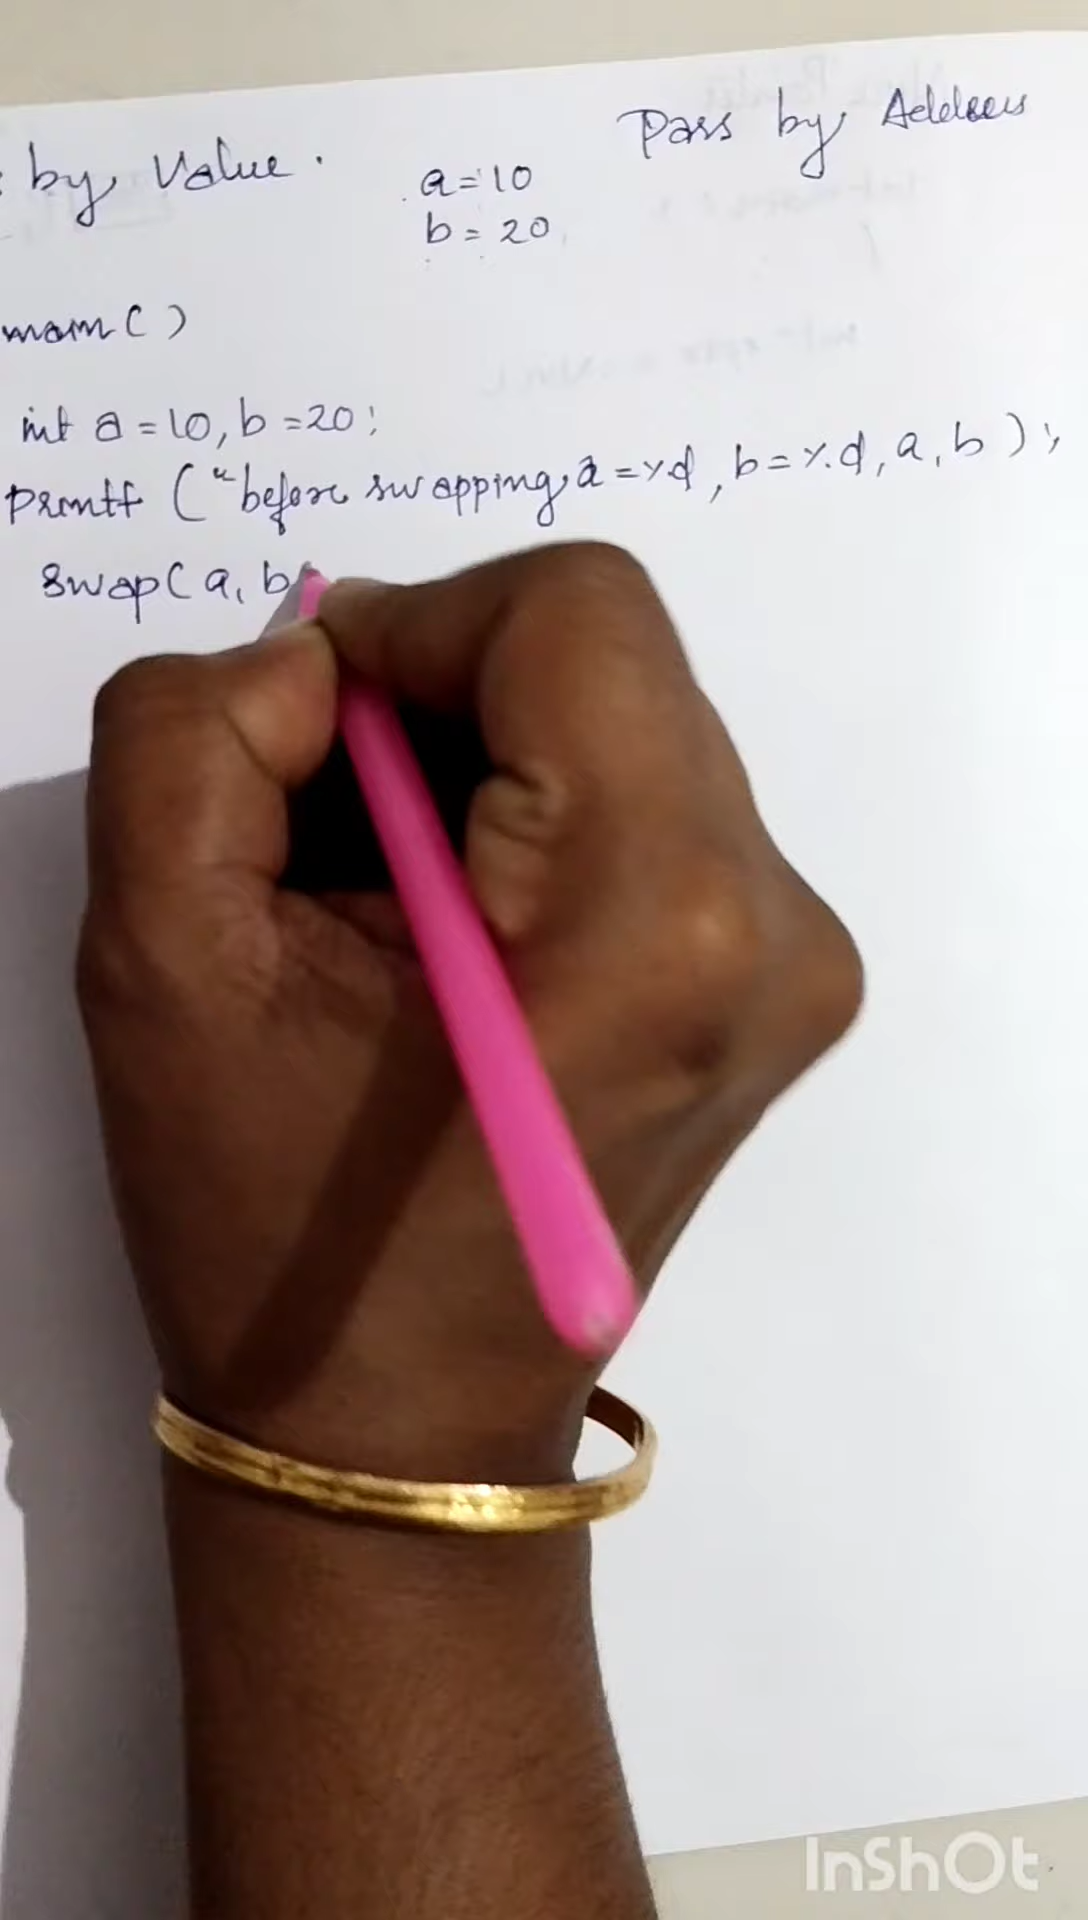 : by Value.
Pass by Address
a = 10
b = 20
main ( )
int a = 10, b = 20;
printf ( " before swapping, a = %d, b = %d, a, b );
swap ( a, b
InShOt